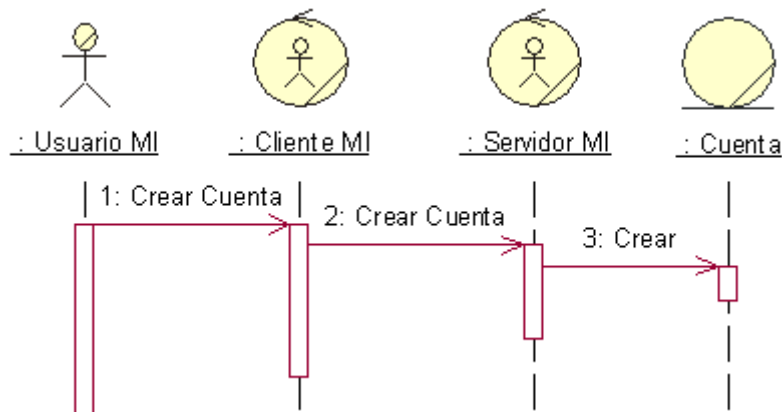 : Usuario MI
: Cliente MI
: Servidor MI
: Cuenta
1: Crear Cuenta
2: Crear Cuenta
3: Crear